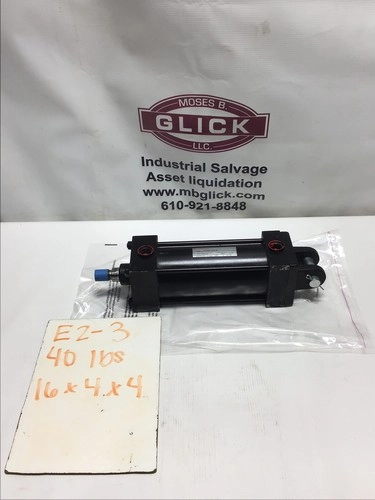 MOSES B.
GLICK
LLC.
Industrial Salvage
Asset liquidation
www.mbglick.com
610-921-8848
E2-3
40 lbs
16 x 4 x 4